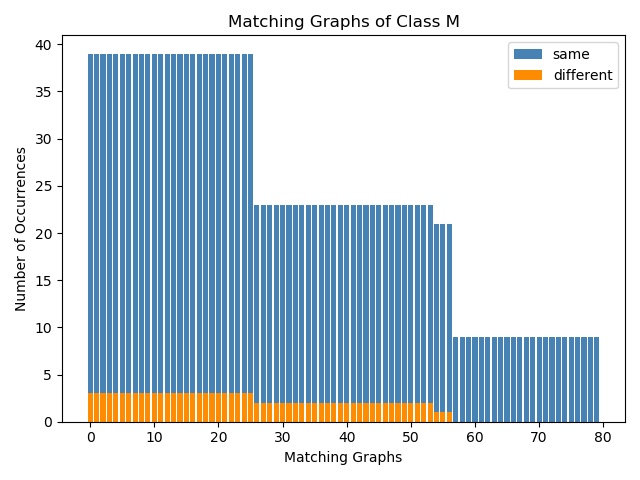 Matching Graphs of Class M
same
different
Number of Occurrences
40
35
30
25
20
15
10
5
0
0 10 20 30 40 50 60 70 80
Matching Graphs